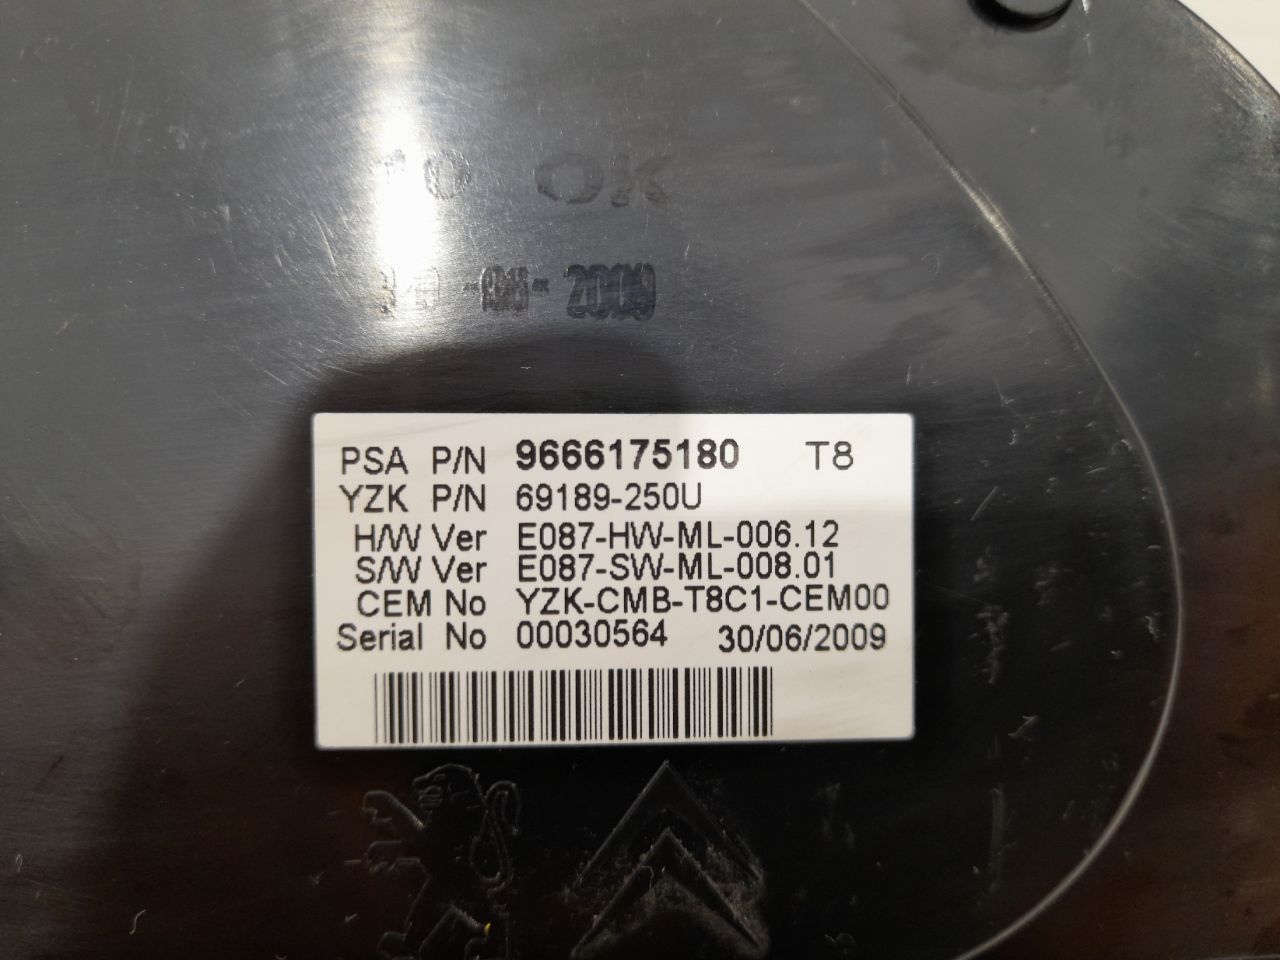 10 OK
2009
PSA P/N 9666175180 T8
YZK P/N 69189-250U
H/W Ver E087-HW-ML-006.12
S/W Ver E087-SW-ML-008.01
CEM No YZK-CMB-T8C1-CEM00
Serial No 00030564 30/06/2009